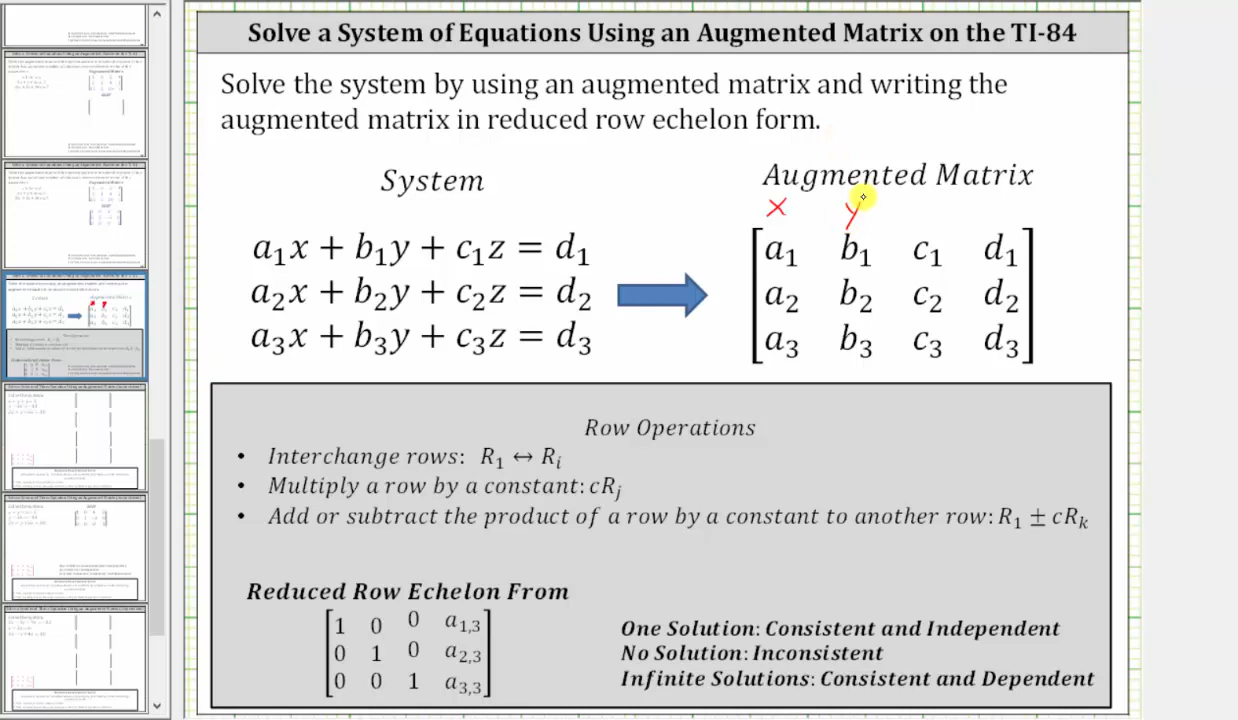 Solve a System of Equations Using an Augmented Matrix on the TI-84
Solve the system by using an augmented matrix and writing the
augmented matrix in reduced row echelon form.
System
Augmented Matrix
x y
a₁x + b₁y + c₁z = d₁
a₂x + b₂y + c₂z = d₂
a₃x + b₃y + c₃z = d₃
a₁ b₁ c₁ d₁
a₂ b₂ c₂ d₂
a₃ b₃ c₃ d₃
Row Operations
• Interchange rows: R₁ ↔ Rᵢ
• Multiply a row by a constant: cRⱼ
• Add or subtract the product of a row by a constant to another row: R₁ ± cRₖ
Reduced Row Echelon From
1 0 0 a₁,₃
0 1 0 a₂,₃
0 0 1 a₃,₃
One Solution: Consistent and Independent
No Solution: Inconsistent
Infinite Solutions: Consistent and Dependent